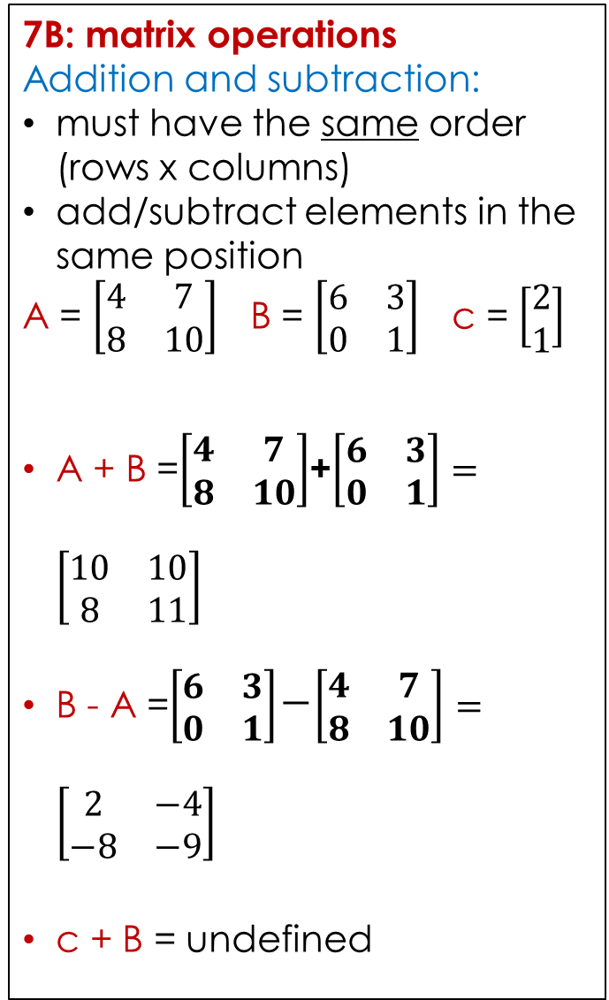 7B: matrix operations
Addition and subtraction:
• must have the same order
(rows x columns)
• add/subtract elements in the
same position
A = [4 7; 8 10] B = [6 3; 0 1] c = [2; 1]
• A + B = [4 7; 8 10] + [6 3; 0 1] =
[10 10; 8 11]
• B - A = [6 3; 0 1] − [4 7; 8 10] =
[2 −4; −8 −9]
• c + B = undefined